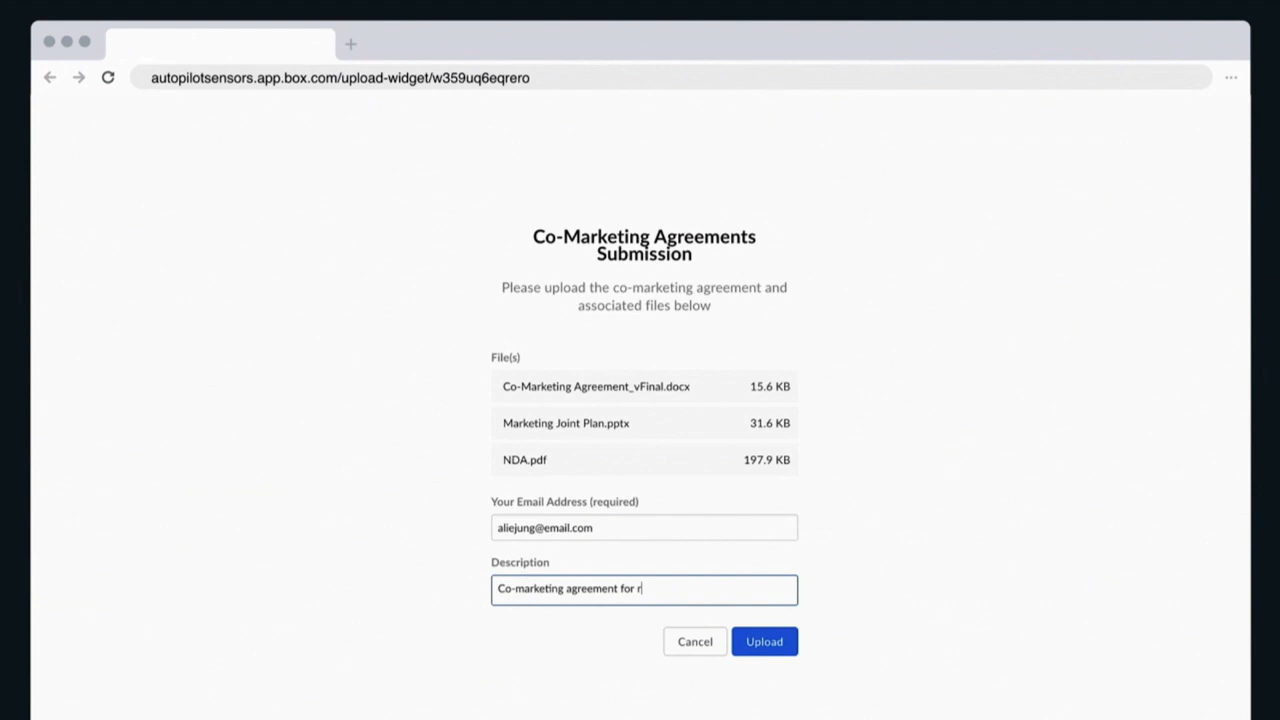 autopilotsensors.app.box.com/upload-widget/w359uq6eqrero
Co-Marketing Agreements
Submission
Please upload the co-marketing agreement and
associated files below
File(s)
Co-Marketing Agreement_vFinal.docx 15.6 KB
Marketing Joint Plan.pptx 31.6 KB
NDA.pdf 197.9 KB
Your Email Address (required)
aliejung@email.com
Description
Co-marketing agreement for r
Cancel Upload